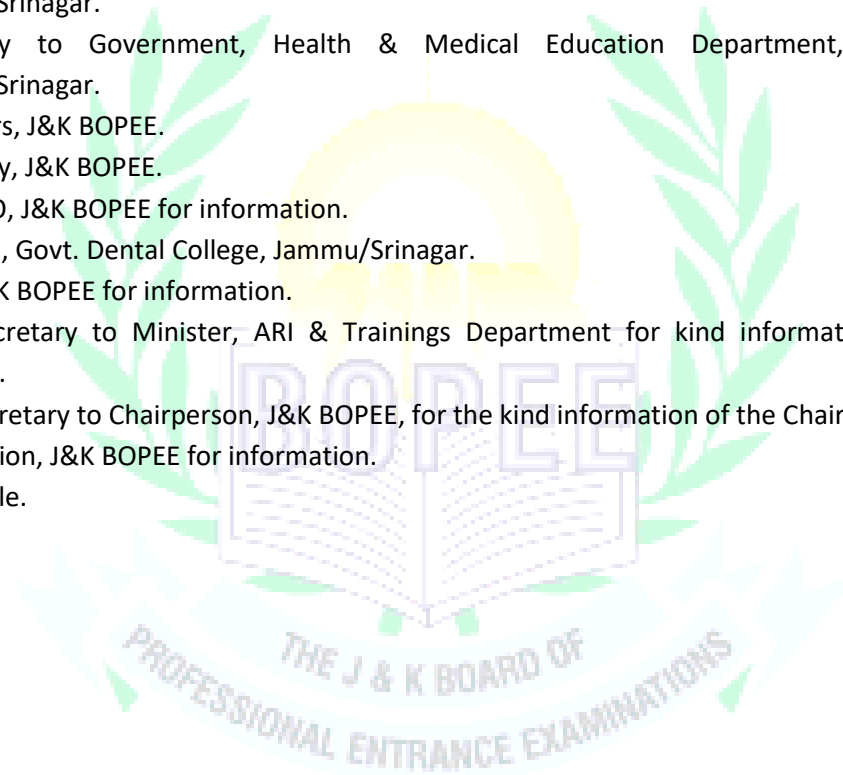 Srinagar.
y to Government, Health & Medical Education Department,
Srinagar.
rs, J&K BOPEE.
y, J&K BOPEE.
O, J&K BOPEE for information.
, Govt. Dental College, Jammu/Srinagar.
K BOPEE for information.
cretary to Minister, ARI & Trainings Department for kind informat
.
retary to Chairperson, J&K BOPEE, for the kind information of the Chair
ion, J&K BOPEE for information.
le.
BOPEE
THE J & K BOARD OF
PROFESSIONAL ENTRANCE EXAMINATIONS